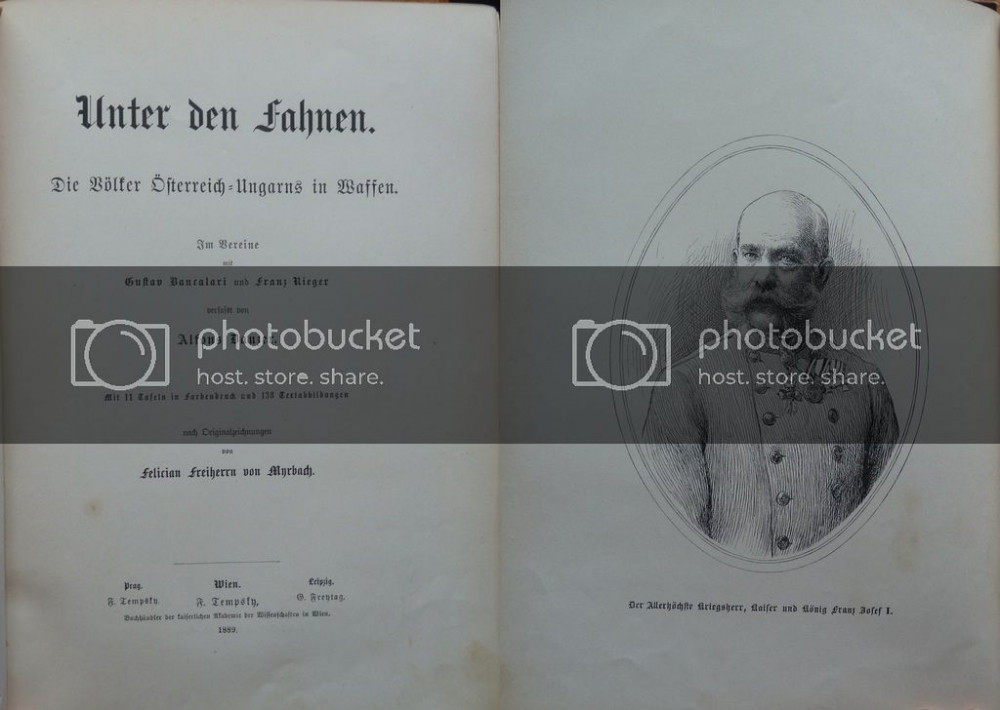 Unter den Fahnen.
Die Völker Österreich-Ungarns in Waffen.
Im Vereine
mit
Gustav Bancalari und Franz Rieger
verfasst von
Alfons
Mit 11 Tafeln in Farbendruck und 128 Textabbildungen
nach Originalzeichnungen
von
Felician Freiherrn von Myrbach.
Prag. Wien. Leipzig.
F. Tempsky. F. Tempsky, G. Freytag.
Buchhändler der kaiserlichen Akademie der Wissenschaften in Wien.
photobucket
host. store. share.
photobucket
host. store. share.
Der Allerhöchste Kriegsherr, Kaiser und König Franz Josef I.